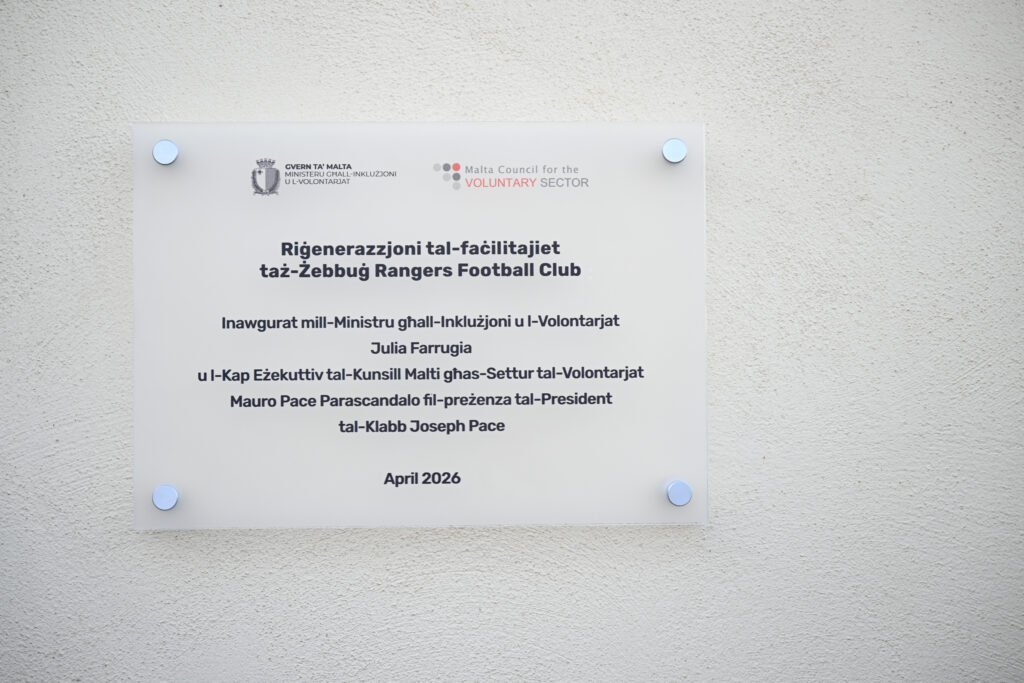 GVERN TA' MALTA
MINISTERU GĦALL-INKLUŻJONI
U L-VOLONTARJAT
Malta Council for the
VOLUNTARY SECTOR
Riġenerazzjoni tal-faċilitajiet
taż-Żebbuġ Rangers Football Club
Inawgurat mill-Ministru għall-Inklużjoni u l-Volontarjat
Julia Farrugia
u l-Kap Eżekuttiv tal-Kunsill Malti għas-Settur tal-Volontarjat
Mauro Pace Parascandalo fil-preżenza tal-President
tal-Klabb Joseph Pace
April 2026